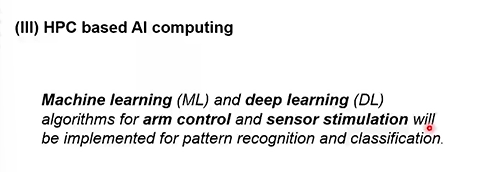 (III) HPC based AI computing
Machine learning (ML) and deep learning (DL)
algorithms for arm control and sensor stimulation will
be implemented for pattern recognition and classification.